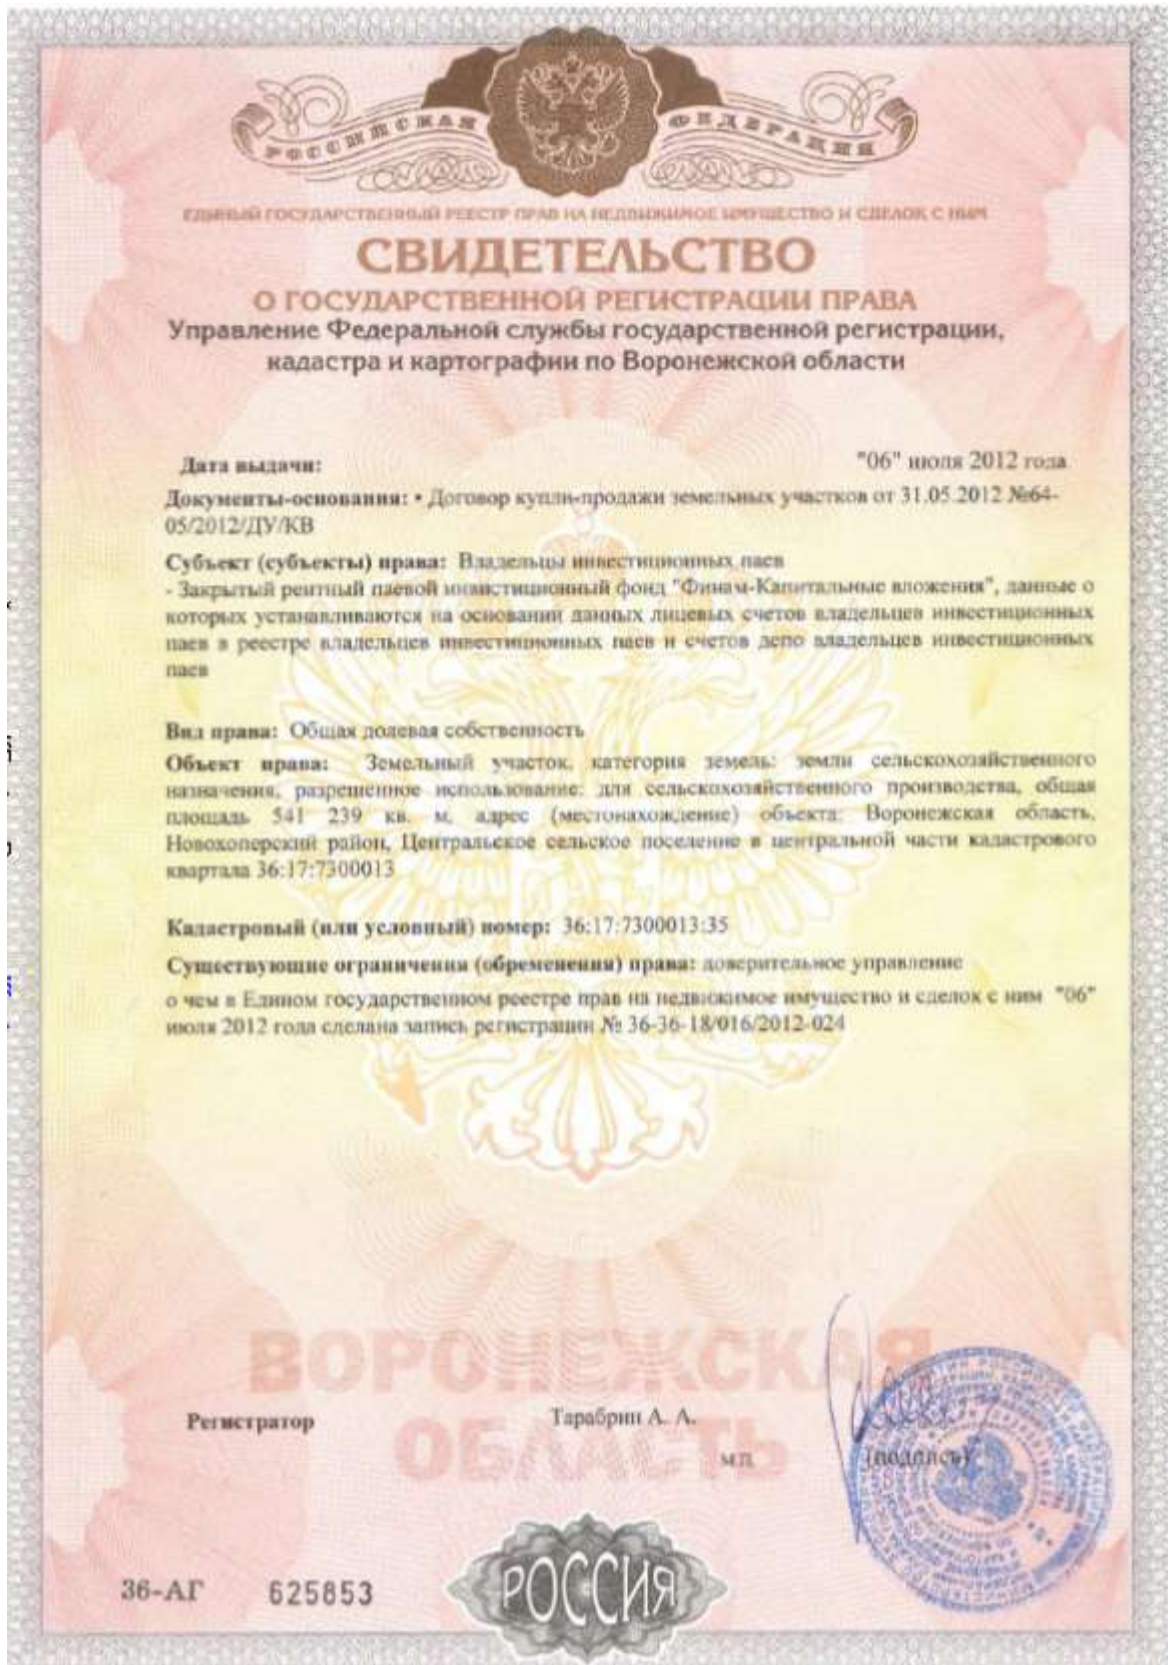 РОССИЙСКАЯ ФЕДЕРАЦИЯ
ЕДИНЫЙ ГОСУДАРСТВЕННЫЙ РЕЕСТР ПРАВ НА НЕДВИЖИМОЕ ИМУЩЕСТВО И СДЕЛОК С НИМ
СВИДЕТЕЛЬСТВО
О ГОСУДАРСТВЕННОЙ РЕГИСТРАЦИИ ПРАВА
Управление Федеральной службы государственной регистрации,
кадастра и картографии по Воронежской области
Дата выдачи: "06" июля 2012 года
Документы-основания: • Договор купли-продажи земельных участков от 31.05.2012 №64-
05/2012/ДУ/КВ
Субъект (субъекты) права: Владельцы инвестиционных паев
- Закрытый рентный паевой инвистиционный фонд "Финам-Капитальные вложения", данные о
которых устанавливаются на основании данных лицевых счетов владельцев инвестиционных
паев в реестре владельцев инвестиционных паев и счетов депо владельцев инвестиционных
паев
Вид права: Общая долевая собственность
Объект права: Земельный участок, категория земель: земли сельскохозяйственного
назначения, разрешенное использование: для сельскохозяйственного производства, общая
площадь 541 239 кв. м, адрес (местонахождение) объекта: Воронежская область,
Новохоперский район, Центральское сельское поселение в центральной части кадастрового
квартала 36:17:7300013
Кадастровый (или условный) номер: 36:17:7300013:35
Существующие ограничения (обременения) права: доверительное управление
о чем в Едином государственном реестре прав на недвижимое имущество и сделок с ним "06"
июля 2012 года сделана запись регистрации № 36-36-18/016/2012-024
ВОРОНЕЖСКАЯ
ОБЛАСТЬ
Регистратор Тарабрин А. А.
м.п. (подпись)
36-АГ 625853
РОССИЯ